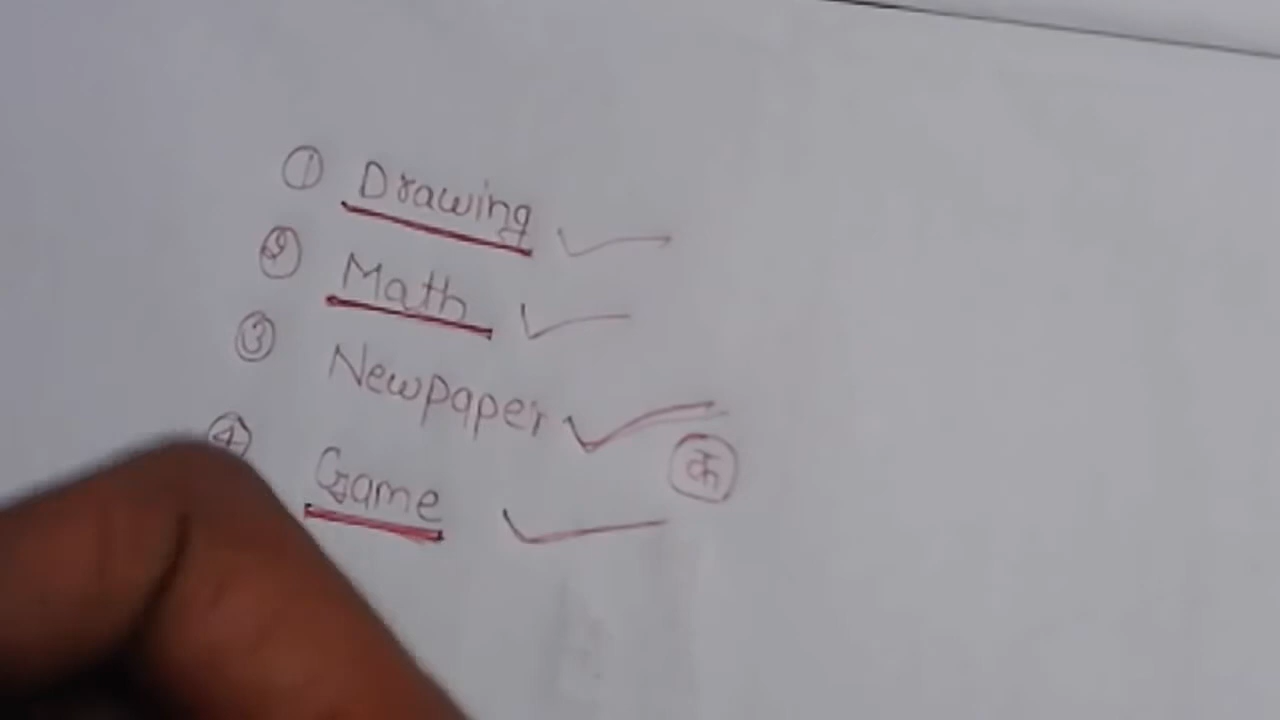 ① Drawing ✓
② Math ✓
③ Newpaper ✓
क
④ Game ✓